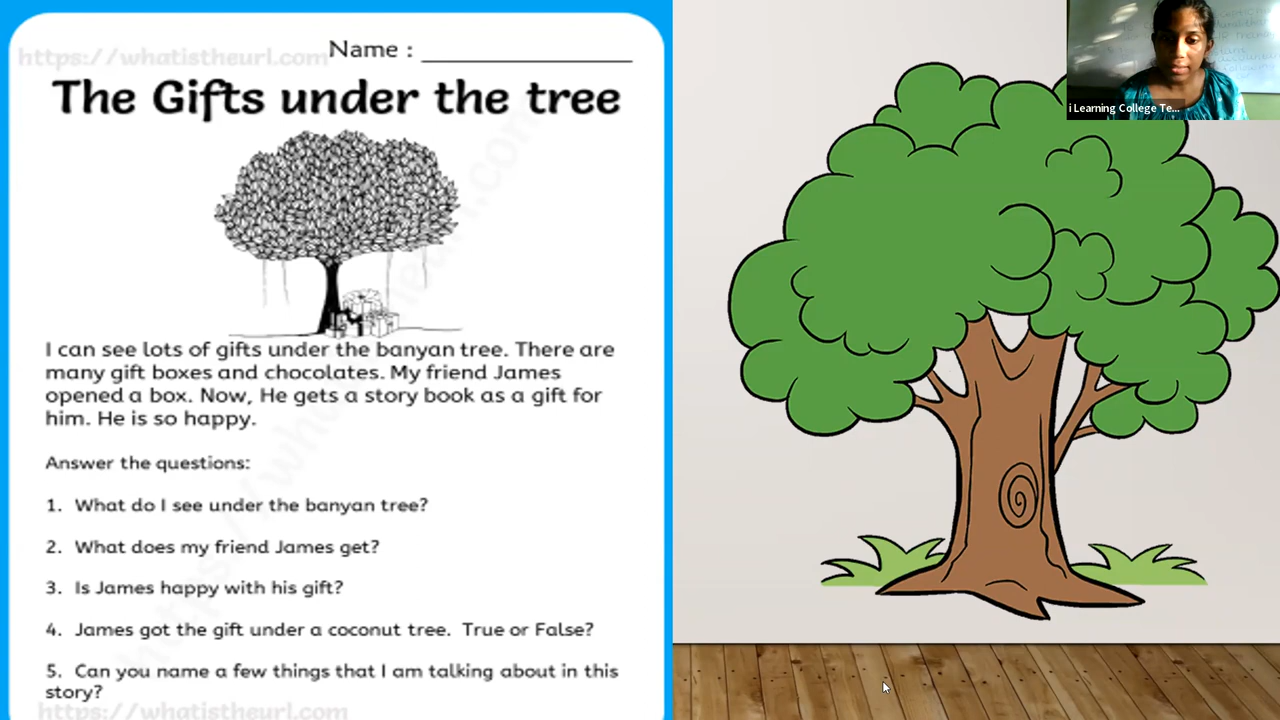 https://whatistheurl.com
Name : ____________________
The Gifts under the tree
I can see lots of gifts under the banyan tree. There are
many gift boxes and chocolates. My friend James
opened a box. Now, He gets a story book as a gift for
him. He is so happy.
Answer the questions:
1. What do I see under the banyan tree?
2. What does my friend James get?
3. Is James happy with his gift?
4. James got the gift under a coconut tree. True or False?
5. Can you name a few things that I am talking about in this
story?
https://whatistheurl.com
i Learning College Te...